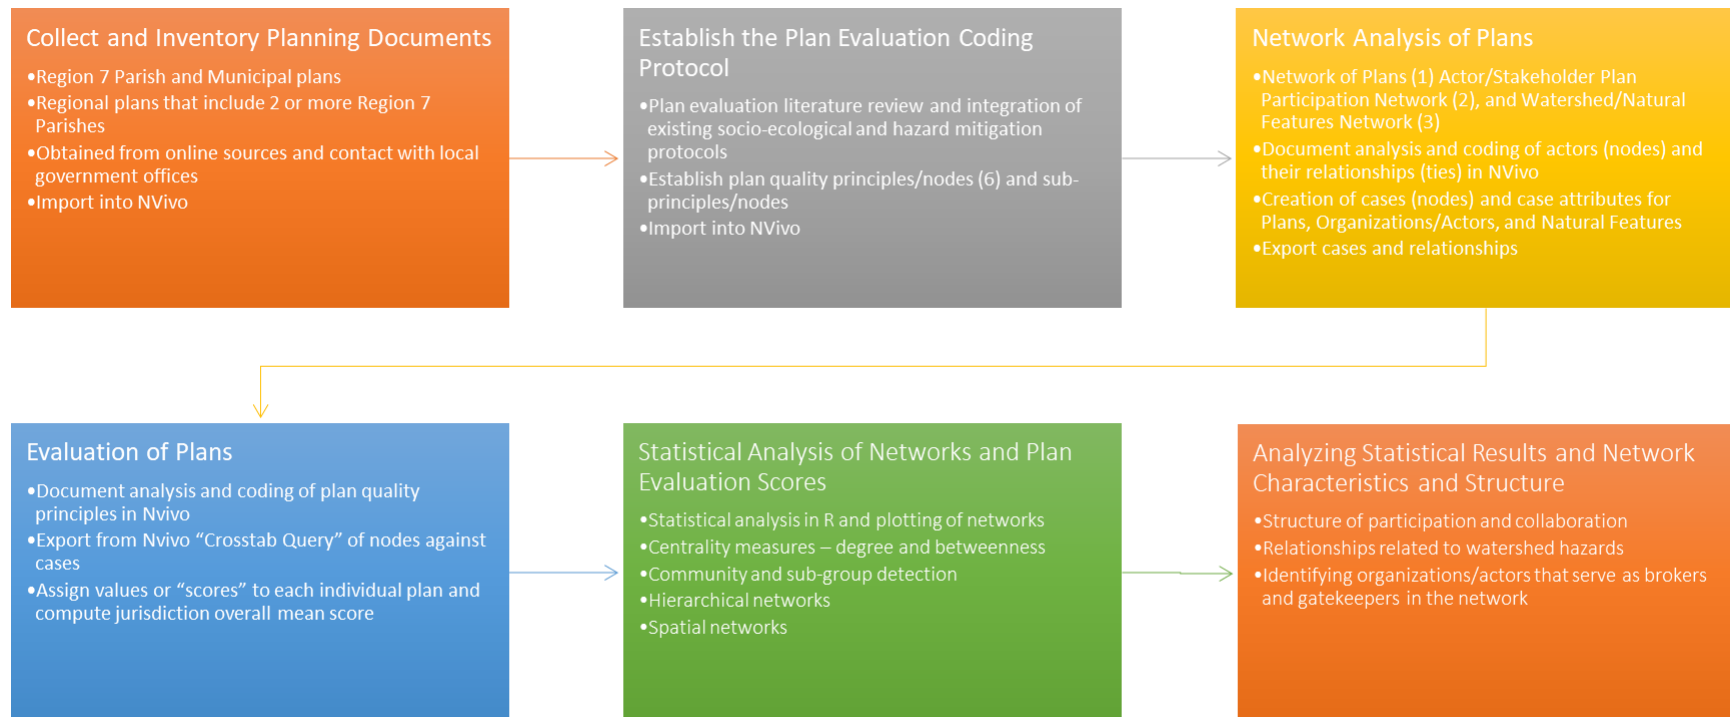 Collect and Inventory Planning Documents
•Region 7 Parish and Municipal plans
•Regional plans that include 2 or more Region 7
Parishes
•Obtained from online sources and contact with local
government offices
•Import into NVivo
Establish the Plan Evaluation Coding
Protocol
•Plan evaluation literature review and integration of
existing socio-ecological and hazard mitigation
protocols
•Establish plan quality principles/nodes (6) and sub-
principles/nodes
•Import into NVivo
Network Analysis of Plans
•Network of Plans (1) Actor/Stakeholder Plan
Participation Network (2), and Watershed/Natural
Features Network (3)
•Document analysis and coding of actors (nodes) and
their relationships (ties) in NVivo
•Creation of cases (nodes) and case attributes for
Plans, Organizations/Actors, and Natural Features
•Export cases and relationships
Evaluation of Plans
•Document analysis and coding of plan quality
principles in Nvivo
•Export from Nvivo “Crosstab Query” of nodes against
cases
•Assign values or “scores” to each individual plan and
compute jurisdiction overall mean score
Statistical Analysis of Networks and Plan
Evaluation Scores
•Statistical analysis in R and plotting of networks
•Centrality measures – degree and betweenness
•Community and sub-group detection
•Hierarchical networks
•Spatial networks
Analyzing Statistical Results and Network
Characteristics and Structure
•Structure of participation and collaboration
•Relationships related to watershed hazards
•Identifying organizations/actors that serve as brokers
and gatekeepers in the network